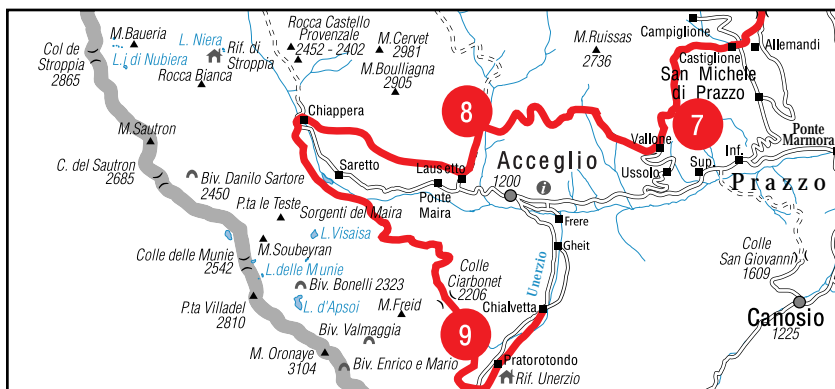 M.Baueria
L. Niera
Rif. di
Stroppia
Col de
Stroppia
2865
L.i di Nubiera
Rocca Bianca
Rocca Castello
Provenzale
2452 - 2402
M.Cervet
2981
M.Boulliagna
2905
M.Ruissas
2736
Campiglione
Castiglione
Allemandi
San Michele
di Prazzo
Chiappera
8
7
Vallone
Ponte
Marmora
M.Sautron
C. del Sautron
2685
Biv. Danilo Sartore
2450
Saretto
Lausetto
Acceglio
1200
i
Ponte
Maira
Ussolo
Sup.
Inf.
Prazzo
P.ta le Teste
Sorgenti del Maira
L.Visaisa
M.Soubeyran
Frere
Gheit
Unerzio
Colle
San Giovanni
1609
Colle delle Munie
2542
L.delle Munie
Biv. Bonelli 2323
L. d'Apsoi
Colle
Ciarbonet
2206
P.ta Villadel
2810
M.Freid
Chialvetta
Canosio
1225
Biv. Valmaggia
9
M. Oronaye
3104
Biv. Enrico e Mario
Pratorotondo
Rif. Unerzio